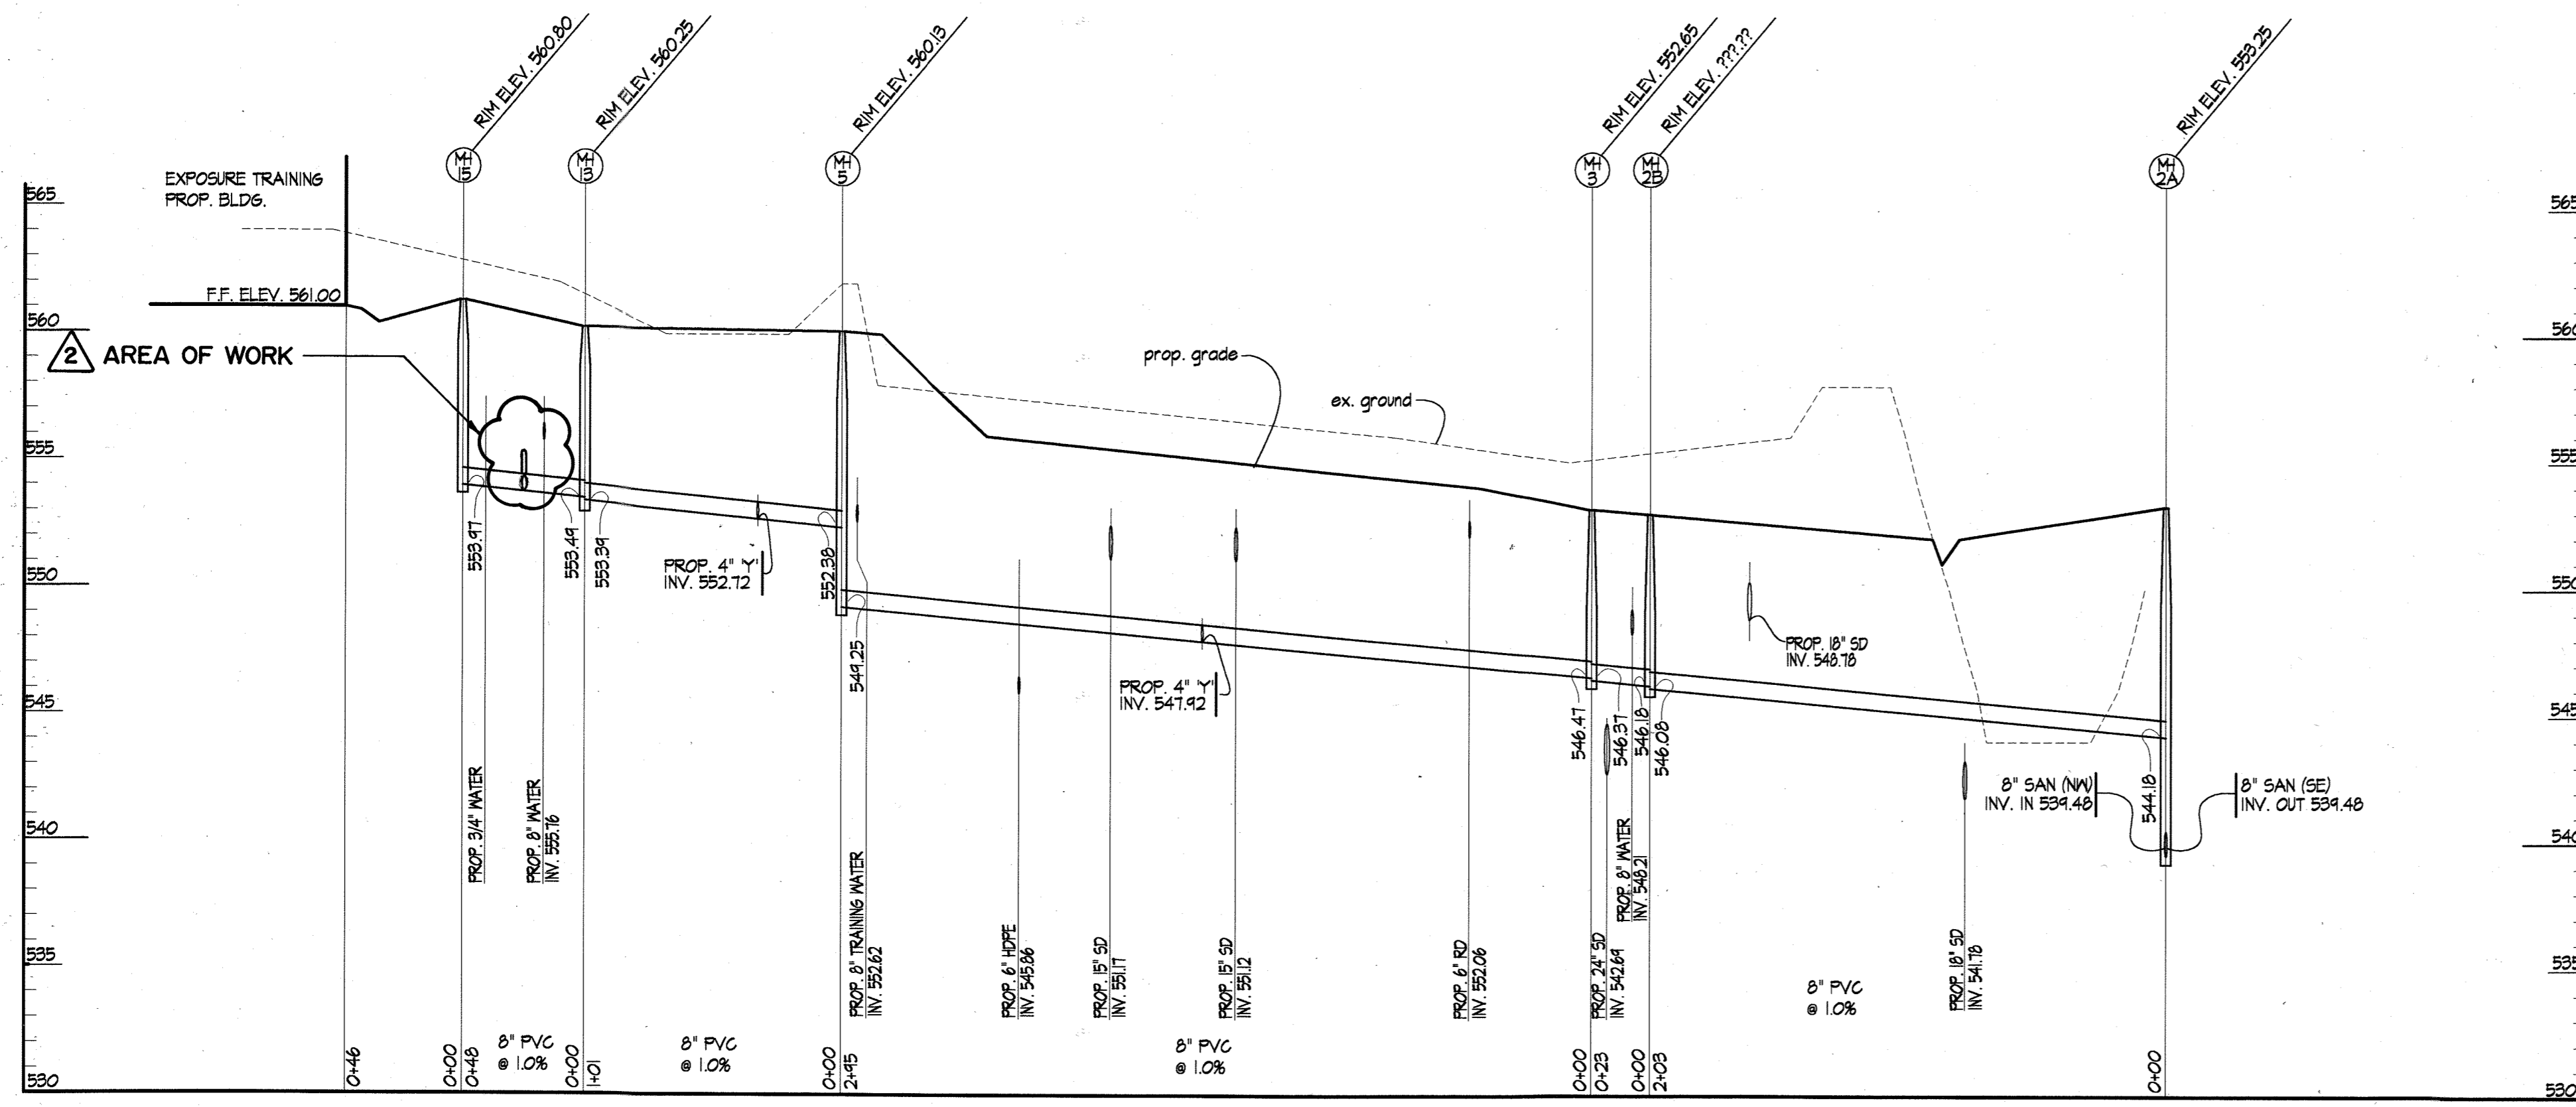 RIM ELEV. 560.80
RIM ELEV. 560.25
RIM ELEV. 560.13
RIM ELEV. 552.65
RIM ELEV. ???.??
RIM ELEV. 553.25
MH
15
MH
13
MH
5
MH
3
MH
2B
MH
2A
EXPOSURE TRAINING
PROP. BLDG.
565
565
F.F. ELEV. 561.00
560
560
2 AREA OF WORK
prop. grade
ex. ground
555
555
553.97
553.49
553.39
PROP. 4" 'Y'
INV. 552.72
552.38
550
550
549.25
PROP. 4" 'Y'
INV. 547.92
PROP. 18" SD
INV. 548.78
545
545
546.47
546.37
546.18
546.08
544.18
8" SAN (NW)
INV. IN 539.48
8" SAN (SE)
INV. OUT 539.48
540
540
PROP. 3/4" WATER
PROP. 8" WATER
INV. 555.76
PROP. 8" TRAINING WATER
INV. 552.62
PROP. 6" HDPE
INV. 545.86
PROP. 15" SD
INV. 551.17
PROP. 15" SD
INV. 551.12
PROP. 6" RD
INV. 552.06
PROP. 24" SD
INV. 542.69
PROP. 8" WATER
INV. 548.21
PROP. 18" SD
INV. 541.78
535
535
8" PVC
@ 1.0%
8" PVC
@ 1.0%
8" PVC
@ 1.0%
8" PVC
@ 1.0%
0+46
0+00
0+48
0+00
1+01
0+00
2+95
0+00
0+23
0+00
2+03
0+00
530
530